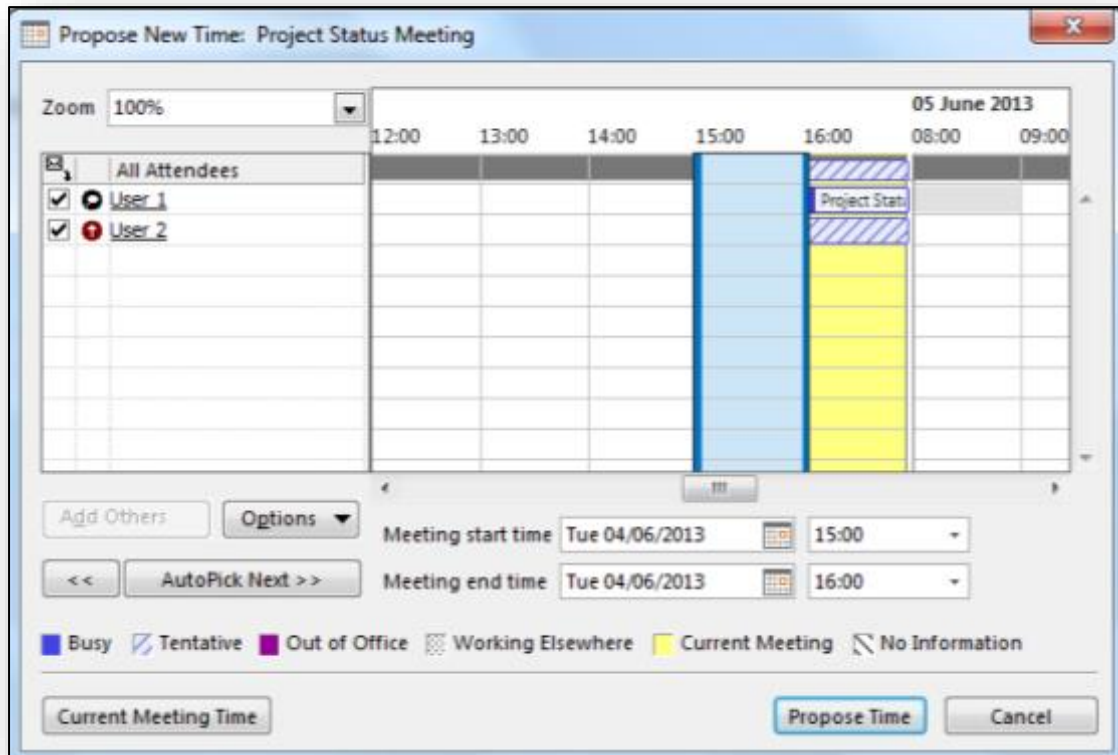 Propose New Time: Project Status Meeting
Zoom 100%
05 June 2013
12:00 13:00 14:00 15:00 16:00 08:00 09:00
All Attendees
User 1 Project Stat
User 2
Add Others Options
Meeting start time Tue 04/06/2013 15:00
<< AutoPick Next >>
Meeting end time Tue 04/06/2013 16:00
Busy Tentative Out of Office Working Elsewhere Current Meeting No Information
Current Meeting Time Propose Time Cancel